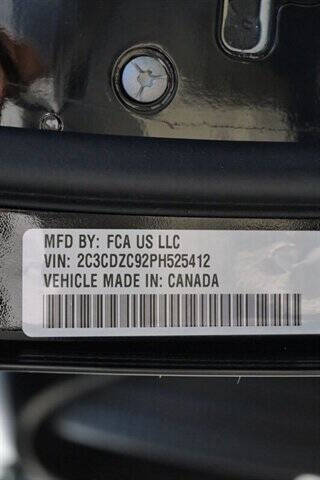 MFD BY: FCA US LLC
VIN: 2C3CDZC92PH525412
VEHICLE MADE IN: CANADA